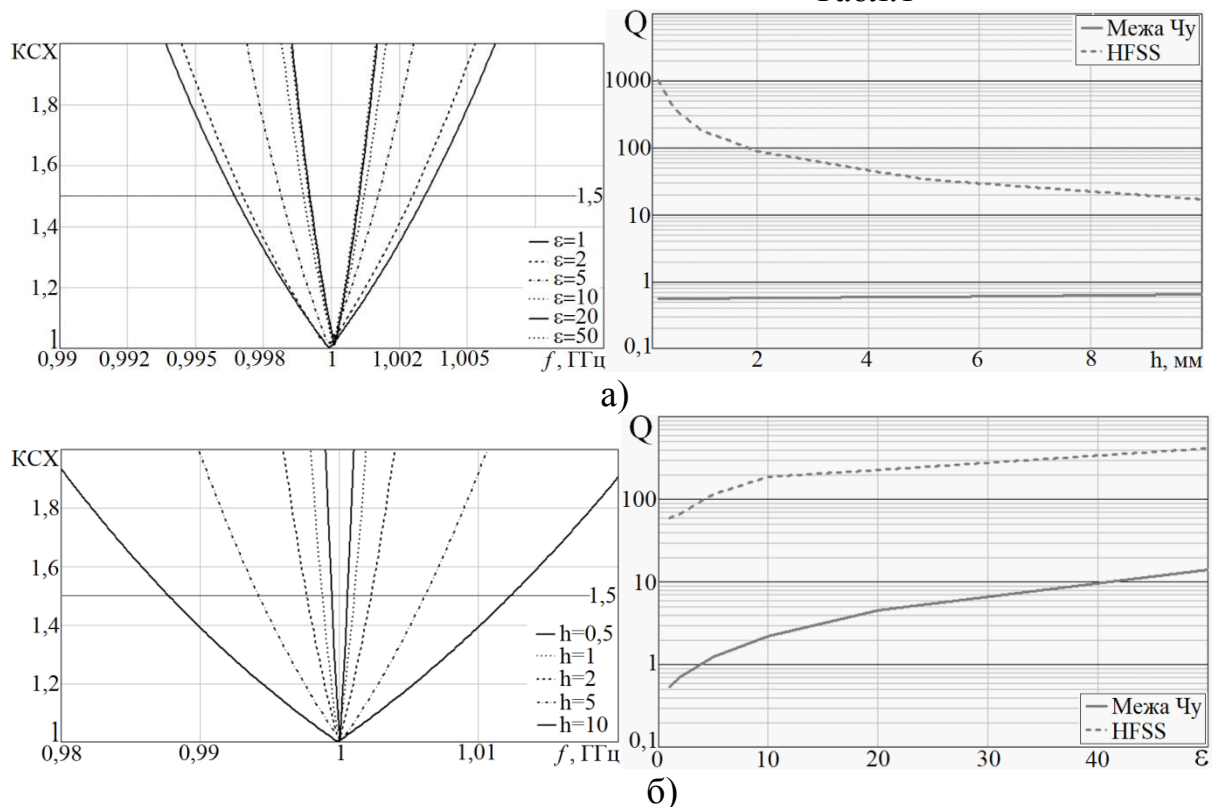 КСХ
1,8
1,6
1,5
1,4
1,2
1
ε=1
ε=2
ε=5
ε=10
ε=20
ε=50
0,99 0,992 0,995 0,998 1 1,002 1,005 f, ГГц
Q
Межа Чу
HFSS
1000
100
10
1
0,1
2 4 6 8 h, мм
а)
КСХ
1,8
1,6
1,5
1,4
1,2
1
h=0,5
h=1
h=2
h=5
h=10
0,98 0,99 1 1,01 f, ГГц
Q
100
10
1
0,1
Межа Чу
HFSS
0 10 20 30 40 ε
б)